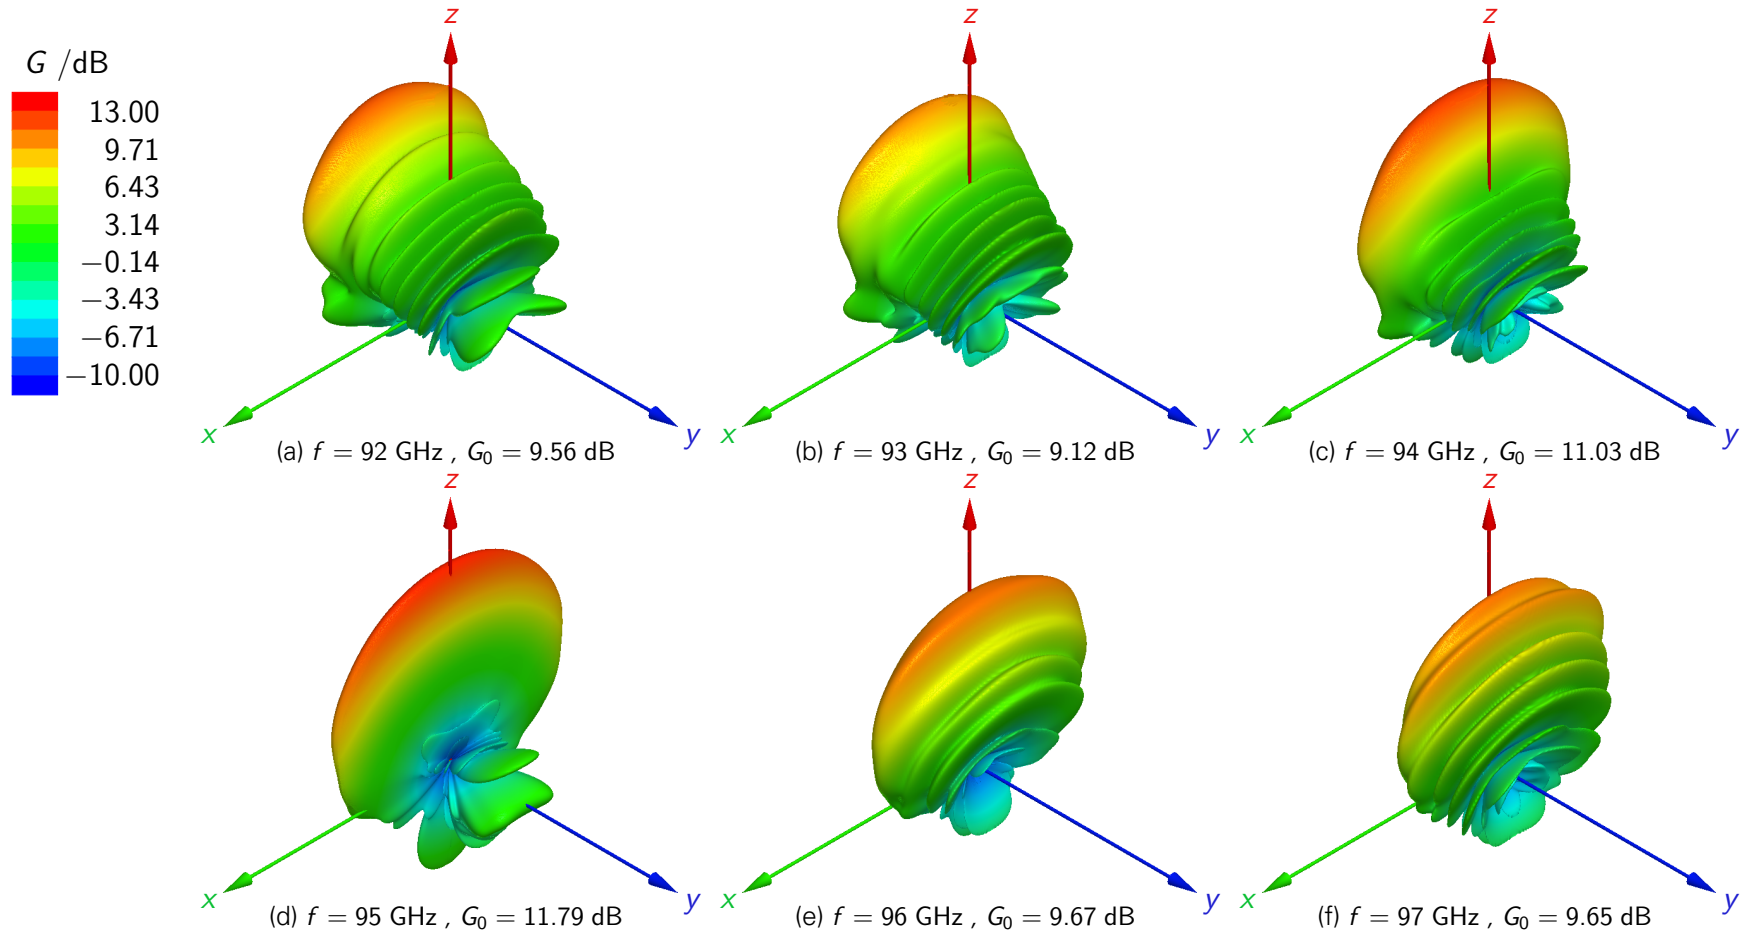 G /dB
13.00
9.71
6.43
3.14
−0.14
−3.43
−6.71
−10.00
z
x
y
(a) f = 92 GHz , G₀ = 9.56 dB
z
x
y
(b) f = 93 GHz , G₀ = 9.12 dB
z
x
y
(c) f = 94 GHz , G₀ = 11.03 dB
z
x
y
(d) f = 95 GHz , G₀ = 11.79 dB
z
x
y
(e) f = 96 GHz , G₀ = 9.67 dB
z
x
y
(f) f = 97 GHz , G₀ = 9.65 dB